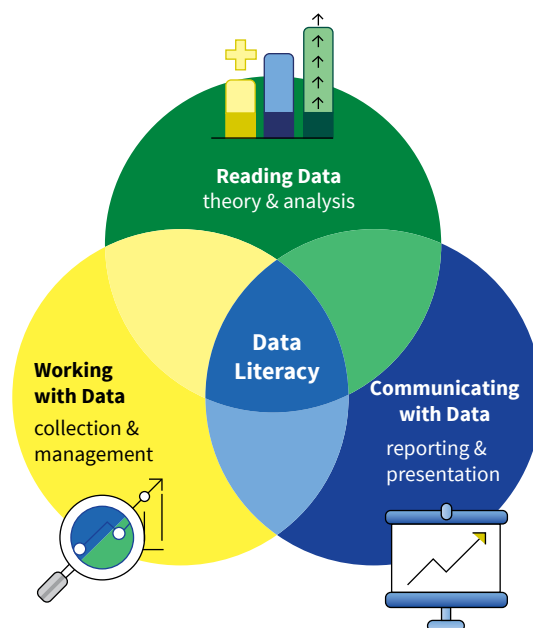 Reading Data
theory & analysis
Data
Literacy
Working
with Data
collection &
management
Communicating
with Data
reporting &
presentation